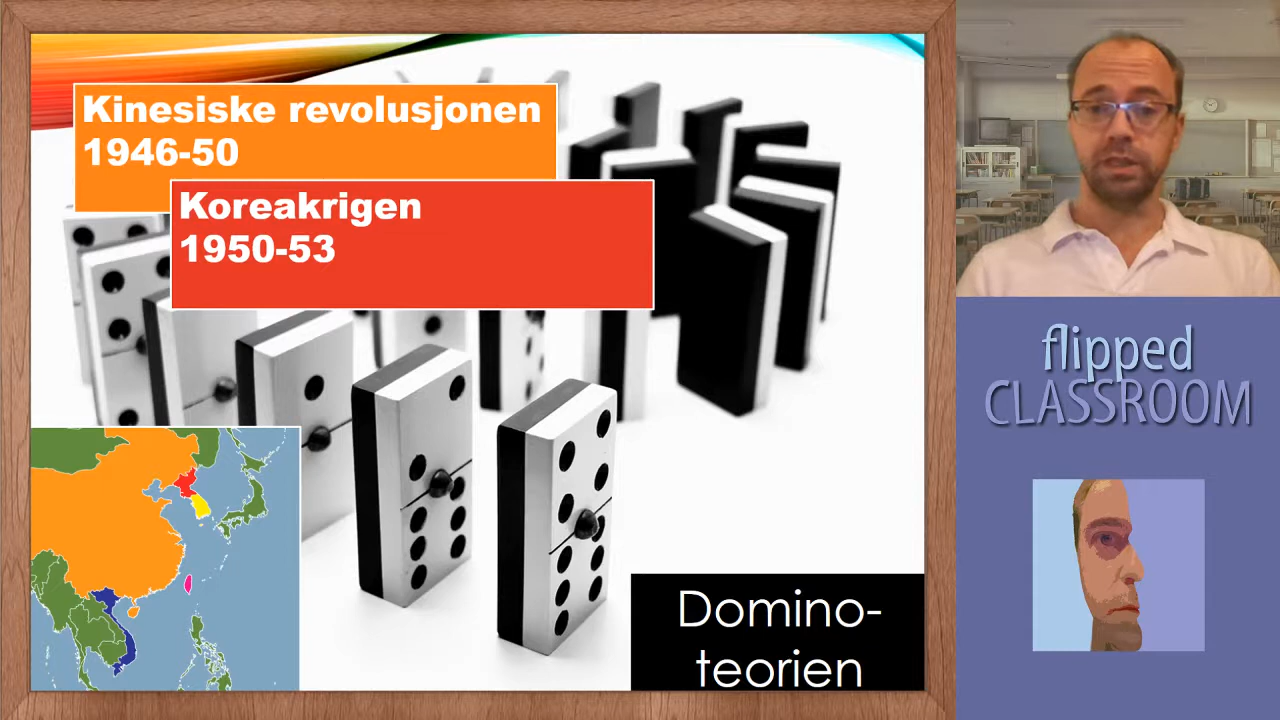 Kinesiske revolusjonen
1946-50
Koreakrigen
1950-53
Domino-
teorien
flipped
CLASSROOM